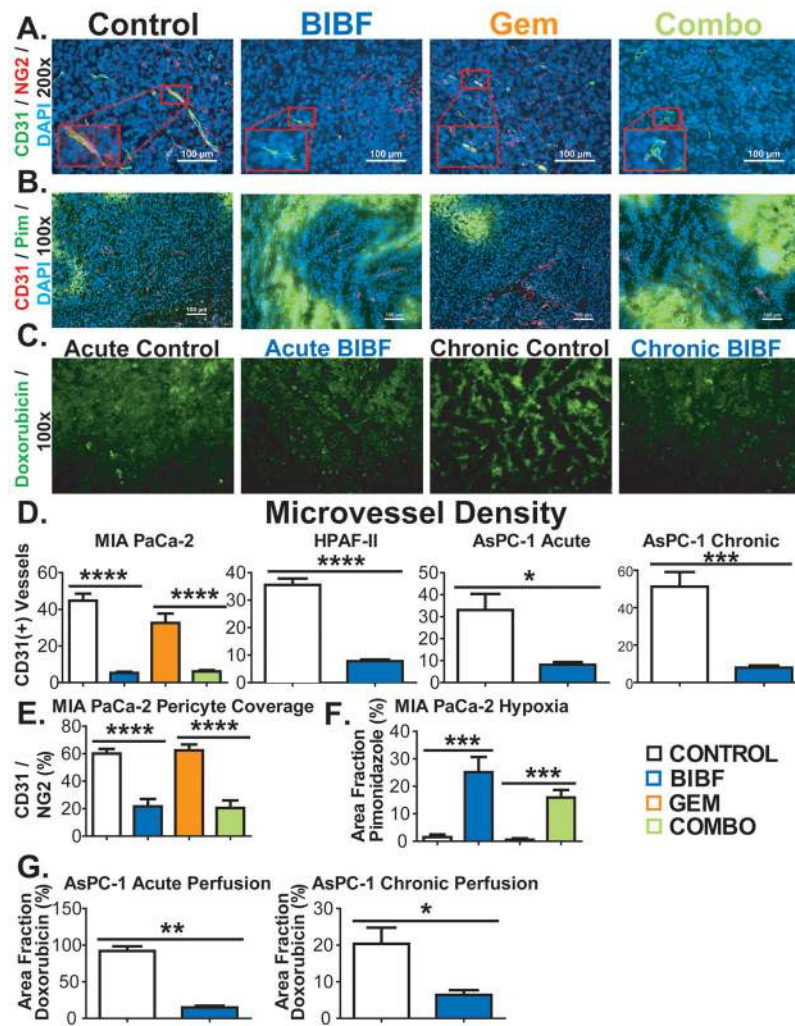 A. Control BIBF Gem Combo
CD31 / NG2 /
DAPI 200x
100 µm 100 µm 100 µm 100 µm
B.
CD31 / Pim /
DAPI 100x
100 µm 100 µm 100 µm 100 µm
C. Acute Control Acute BIBF Chronic Control Chronic BIBF
Doxorubicin /
100x
D. Microvessel Density
MIA PaCa-2 HPAF-II AsPC-1 Acute AsPC-1 Chronic
CD31(+) Vessels
60 40 20 0
**** ****
40 30 20 10 0
****
40 30 20 10 0
*
60 40 20 0
***
E. MIA PaCa-2 Pericyte Coverage
CD31 /
NG2 (%)
80 60 40 20 0
**** ****
F. MIA PaCa-2 Hypoxia
Area Fraction
Pimonidazole (%)
40 30 20 10 0
*** ***
CONTROL
BIBF
GEM
COMBO
G. AsPC-1 Acute Perfusion AsPC-1 Chronic Perfusion
Area Fraction
Doxorubicin (%)
150 100 50 0
**
Area Fraction
Doxorubicin (%)
30 20 10 0
*